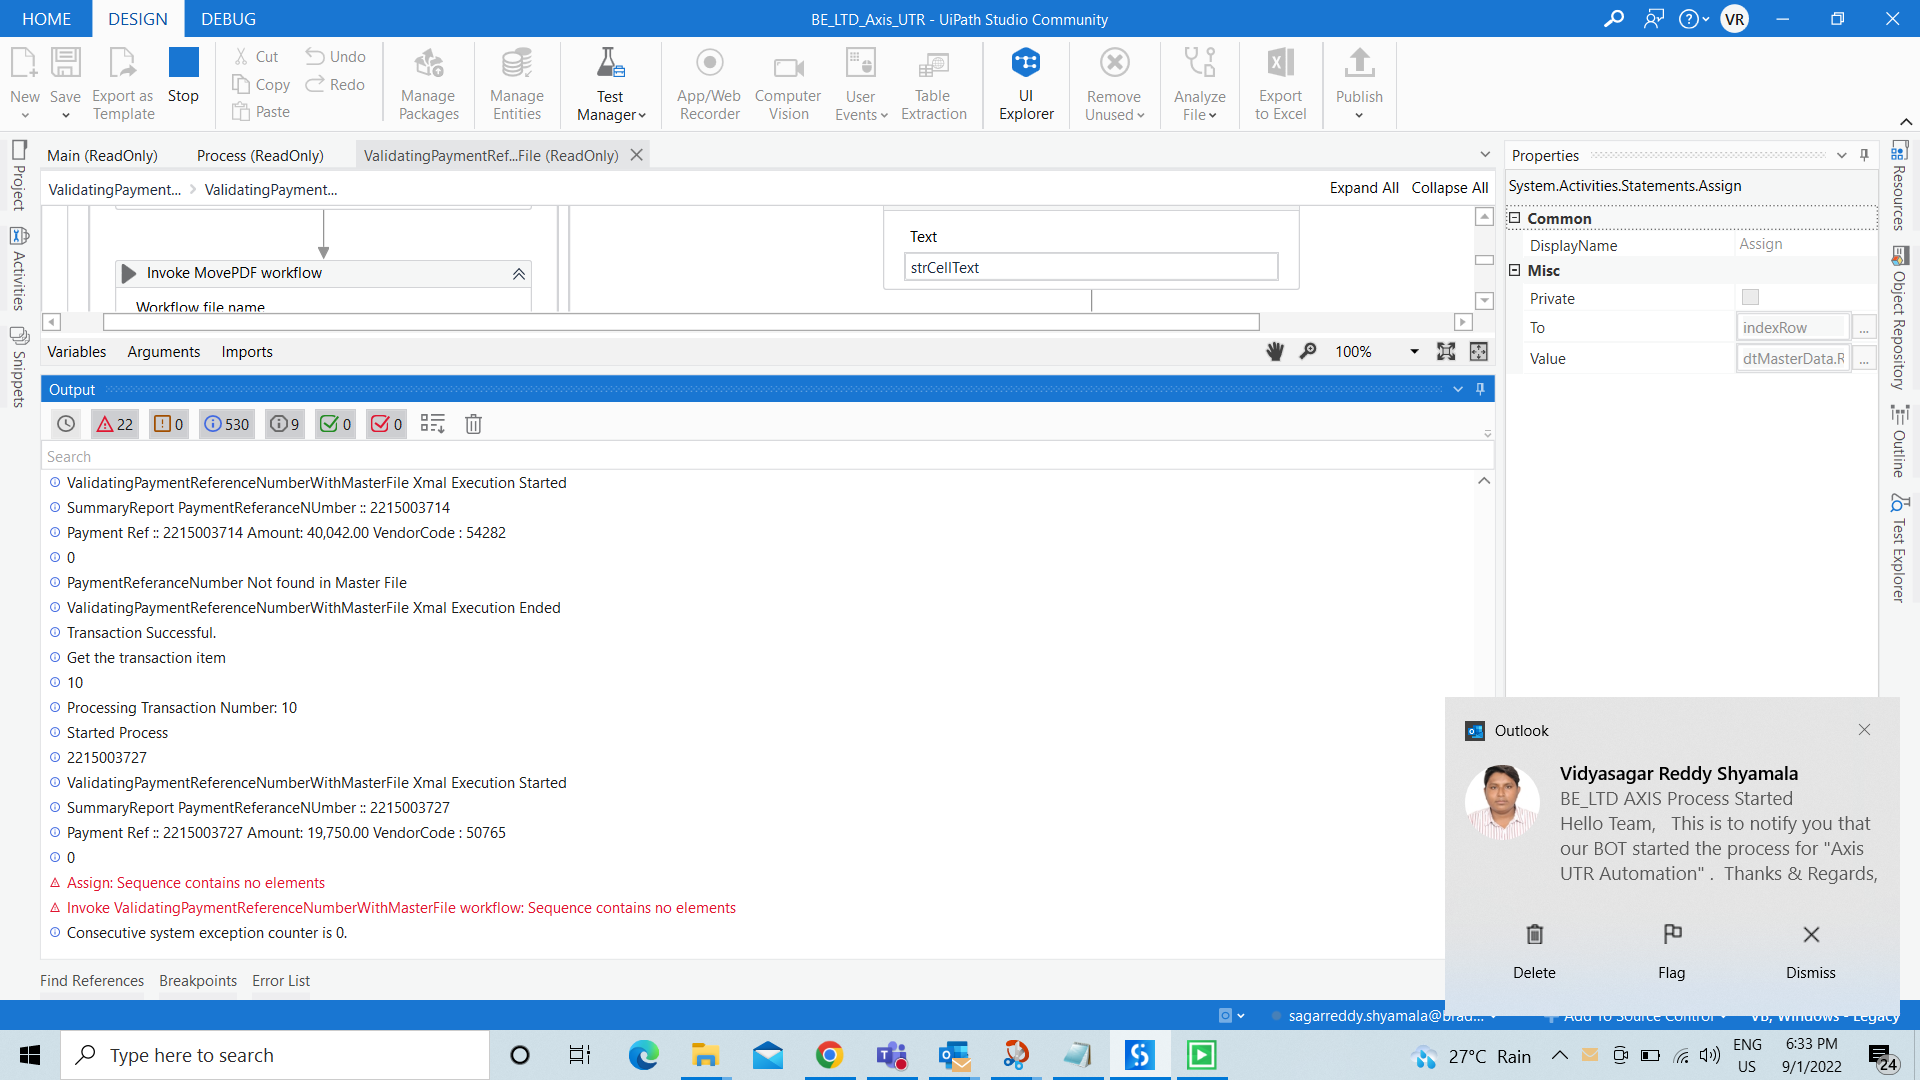 HOME DESIGN DEBUG
BE_LTD_Axis_UTR - UiPath Studio Community
VR
New Save Export as Template Stop
Cut Copy Paste Undo Redo
Manage Packages
Manage Entities
Test Manager
App/Web Recorder
Computer Vision
User Events
Table Extraction
UI Explorer
Remove Unused
Analyze File
Export to Excel
Publish
Project
Activities
Snippets
Main (ReadOnly) Process (ReadOnly) ValidatingPaymentRef...File (ReadOnly)
ValidatingPayment... > ValidatingPayment...
Expand All Collapse All
Invoke MovePDF workflow
Workflow file name
Text
strCellText
Variables Arguments Imports
100%
Output
22 0 530 9 0 0
Search
ValidatingPaymentReferenceNumberWithMasterFile Xmal Execution Started
SummaryReport PaymentReferanceNUmber :: 2215003714
Payment Ref :: 2215003714 Amount: 40,042.00 VendorCode : 54282
0
PaymentReferanceNumber Not found in Master File
ValidatingPaymentReferenceNumberWithMasterFile Xmal Execution Ended
Transaction Successful.
Get the transaction item
10
Processing Transaction Number: 10
Started Process
2215003727
ValidatingPaymentReferenceNumberWithMasterFile Xmal Execution Started
SummaryReport PaymentReferanceNUmber :: 2215003727
Payment Ref :: 2215003727 Amount: 19,750.00 VendorCode : 50765
0
Assign: Sequence contains no elements
Invoke ValidatingPaymentReferenceNumberWithMasterFile workflow: Sequence contains no elements
Consecutive system exception counter is 0.
Find References Breakpoints Error List
Properties
System.Activities.Statements.Assign
Common
DisplayName Assign
Misc
Private
To indexRow ...
Value dtMasterData.R ...
Resources
Object Repository
Outline
Test Explorer
Outlook
Vidyasagar Reddy Shyamala
BE_LTD AXIS Process Started
Hello Team, This is to notify you that
our BOT started the process for "Axis
UTR Automation" . Thanks & Regards,
Delete Flag Dismiss
sagarreddy.shyamala@brad... Add To Source Control VB, Windows - Legacy
Type here to search
27°C Rain
ENG
US
6:33 PM
9/1/2022
24